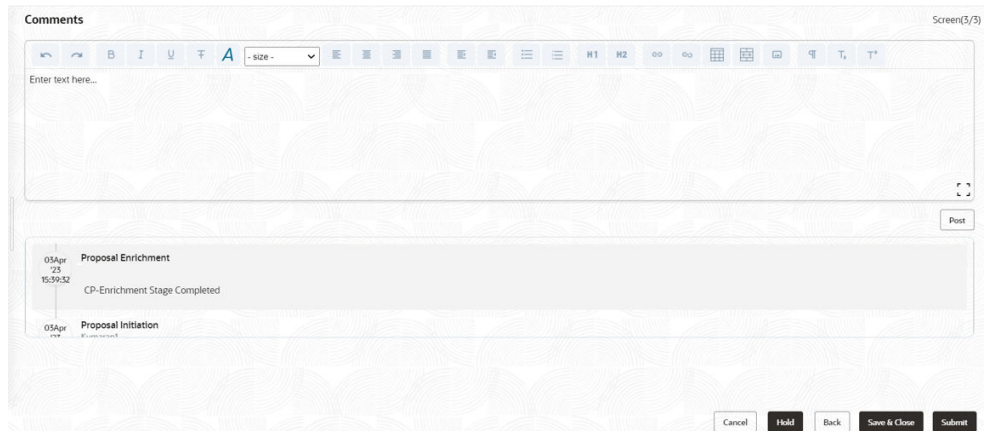 Comments Screen(3/3)
B I U T A - size - H1 H2 ¶ Tₓ T⁺
Enter text here...
Post
03Apr Proposal Enrichment
'23
15:39:32
CP-Enrichment Stage Completed
03Apr Proposal Initiation
Cancel Hold Back Save & Close Submit